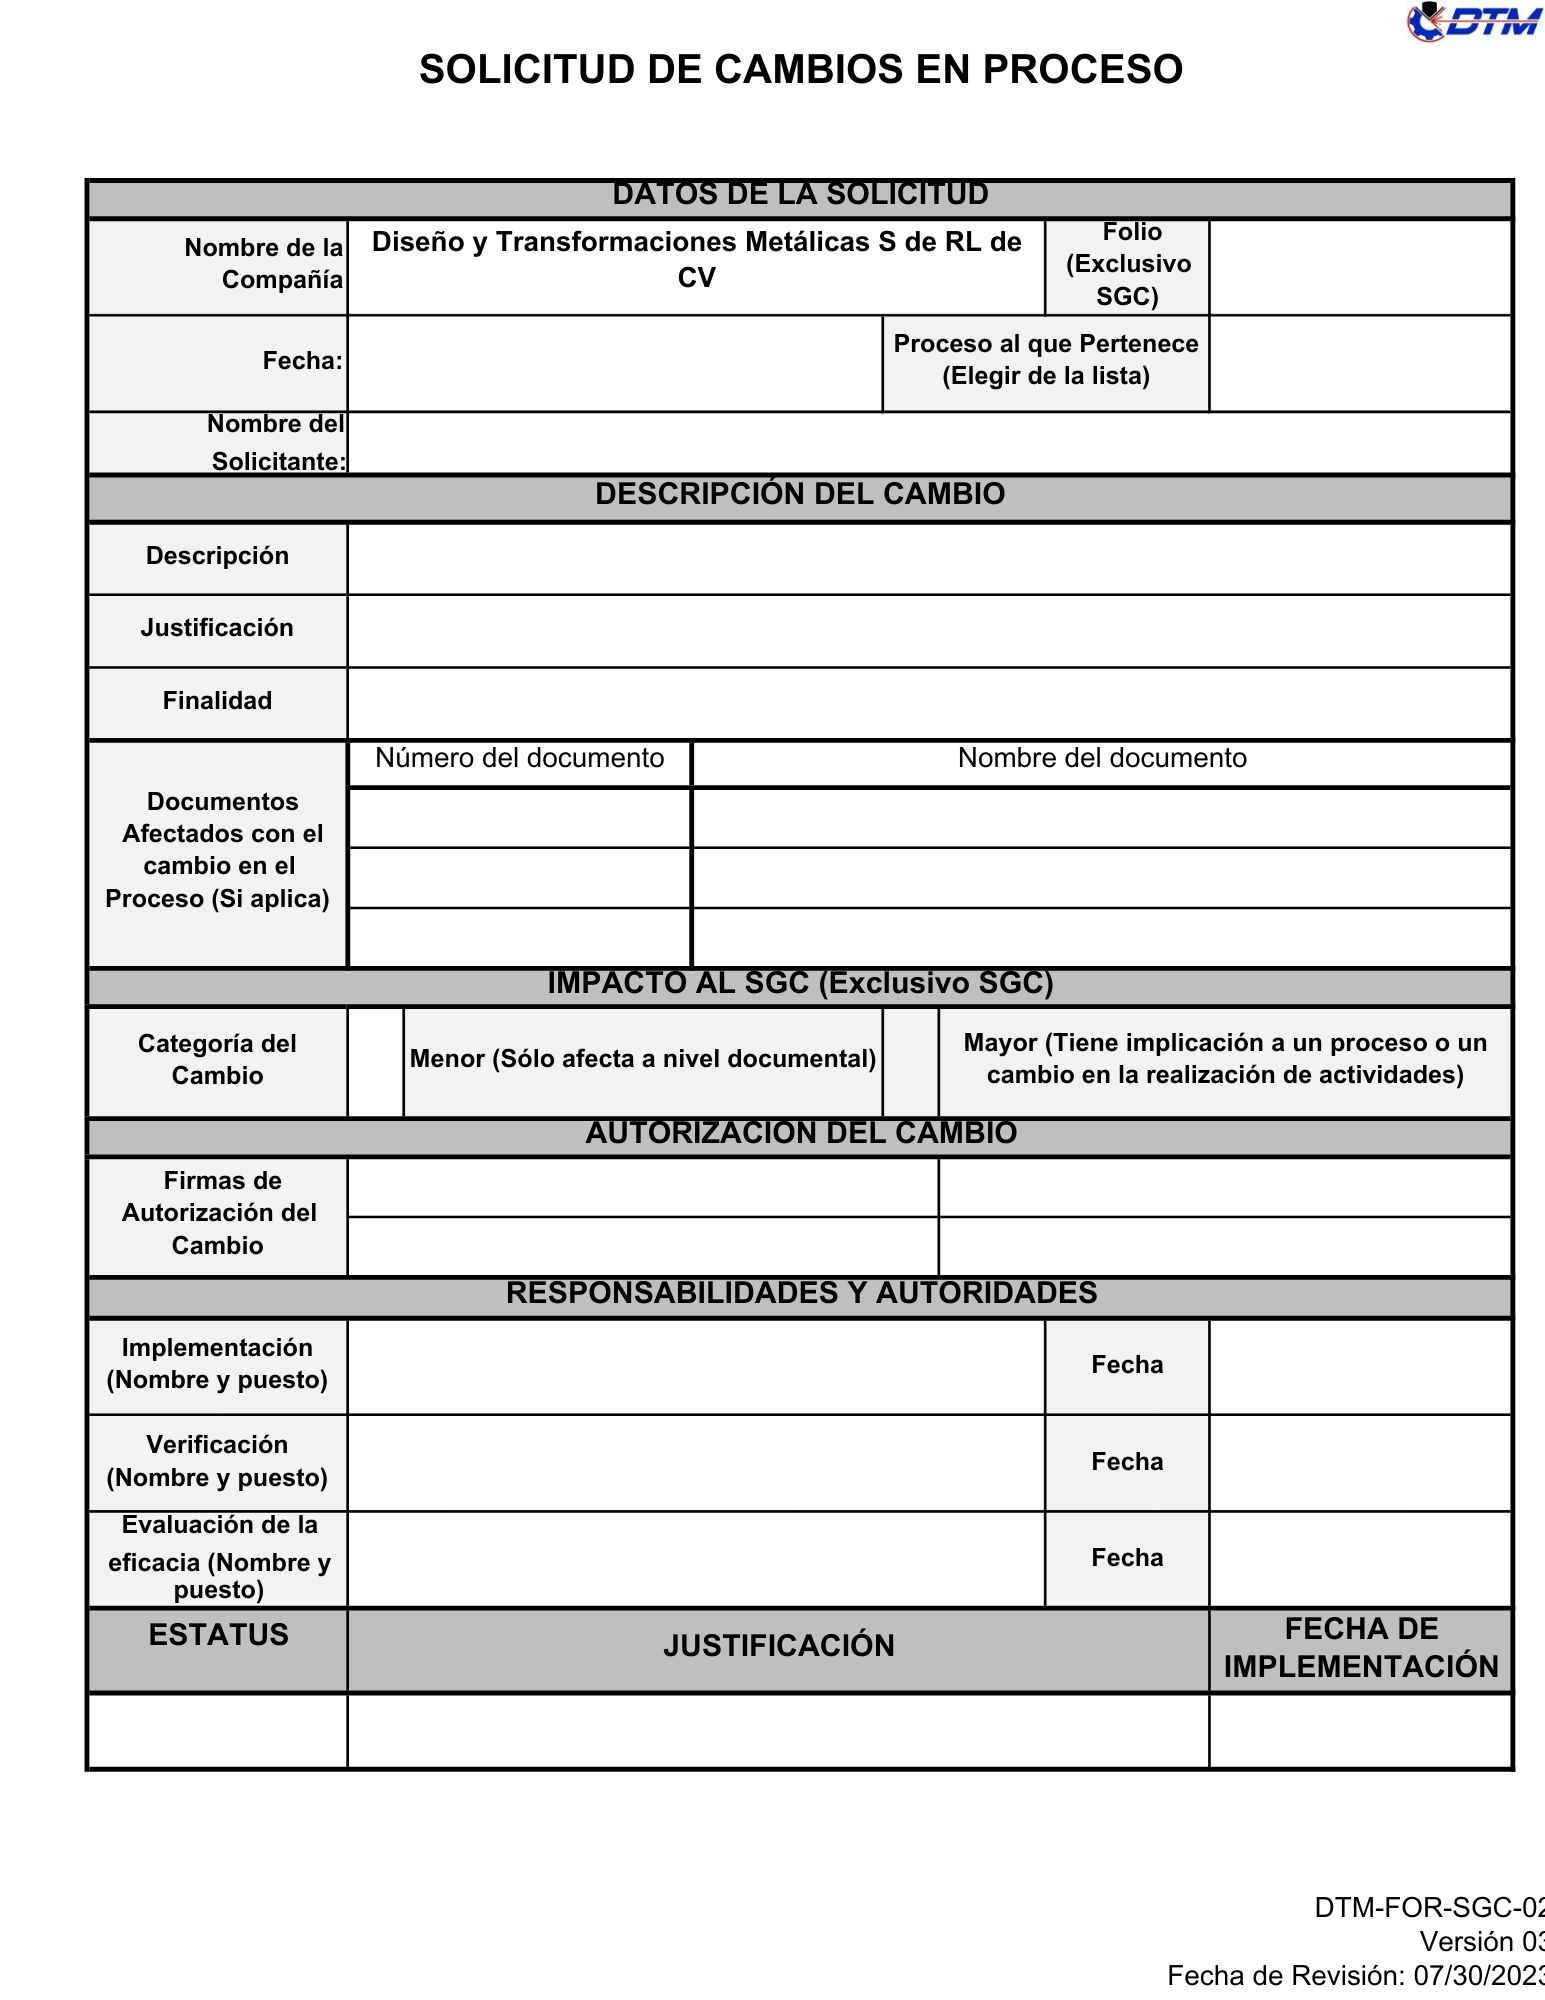 DTM
SOLICITUD DE CAMBIOS EN PROCESO
DATOS DE LA SOLICITUD
Nombre de la
Compañía
Diseño y Transformaciones Metálicas S de RL de
CV
Folio
(Exclusivo
SGC)
Fecha:
Proceso al que Pertenece
(Elegir de la lista)
Nombre del
Solicitante:
DESCRIPCIÓN DEL CAMBIO
Descripción
Justificación
Finalidad
Documentos
Afectados con el
cambio en el
Proceso (Si aplica)
Número del documento
Nombre del documento
IMPACTO AL SGC (Exclusivo SGC)
Categoría del
Cambio
Menor (Sólo afecta a nivel documental)
Mayor (Tiene implicación a un proceso o un
cambio en la realización de actividades)
AUTORIZACIÓN DEL CAMBIO
Firmas de
Autorización del
Cambio
RESPONSABILIDADES Y AUTORIDADES
Implementación
(Nombre y puesto)
Fecha
Verificación
(Nombre y puesto)
Fecha
Evaluación de la
eficacia (Nombre y
puesto)
Fecha
ESTATUS
JUSTIFICACIÓN
FECHA DE
IMPLEMENTACIÓN
DTM-FOR-SGC-02
Versión 03
Fecha de Revisión: 07/30/2023